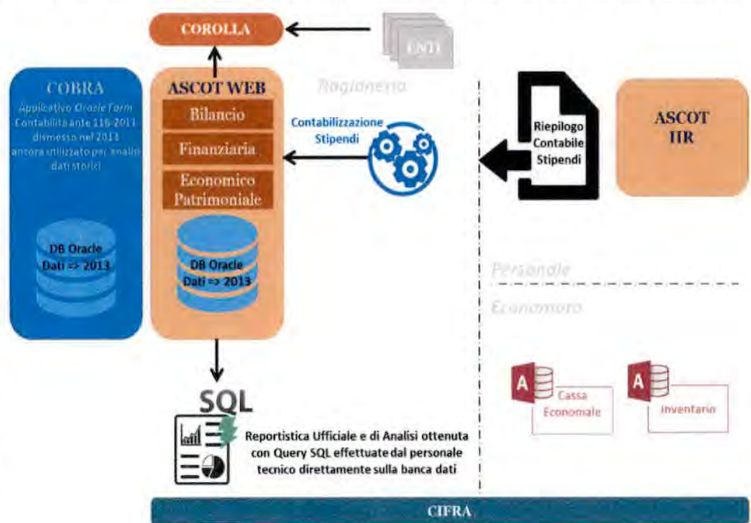 COROLLA
ENTI
COBRA
Applicativo Oracle Form
Contabilità ante 118-2011
dismesso nel 2013
ancora utilizzato per analisi
dati storici
DB Oracle
Dati => 2013
ASCOT WEB
Bilancio
Finanziaria
Economico
Patrimoniale
DB Oracle
Dati => 2013
Ragioneria
Contabilizzazione
Stipendi
Riepilogo
Contabile
Stipendi
ASCOT
HR
Personale
Economato
A
Cassa
Economale
A
Inventario
SQL
Reportistica Ufficiale e di Analisi ottenuta
con Query SQL effettuate dal personale
tecnico direttamente sulla banca dati
CIFRA